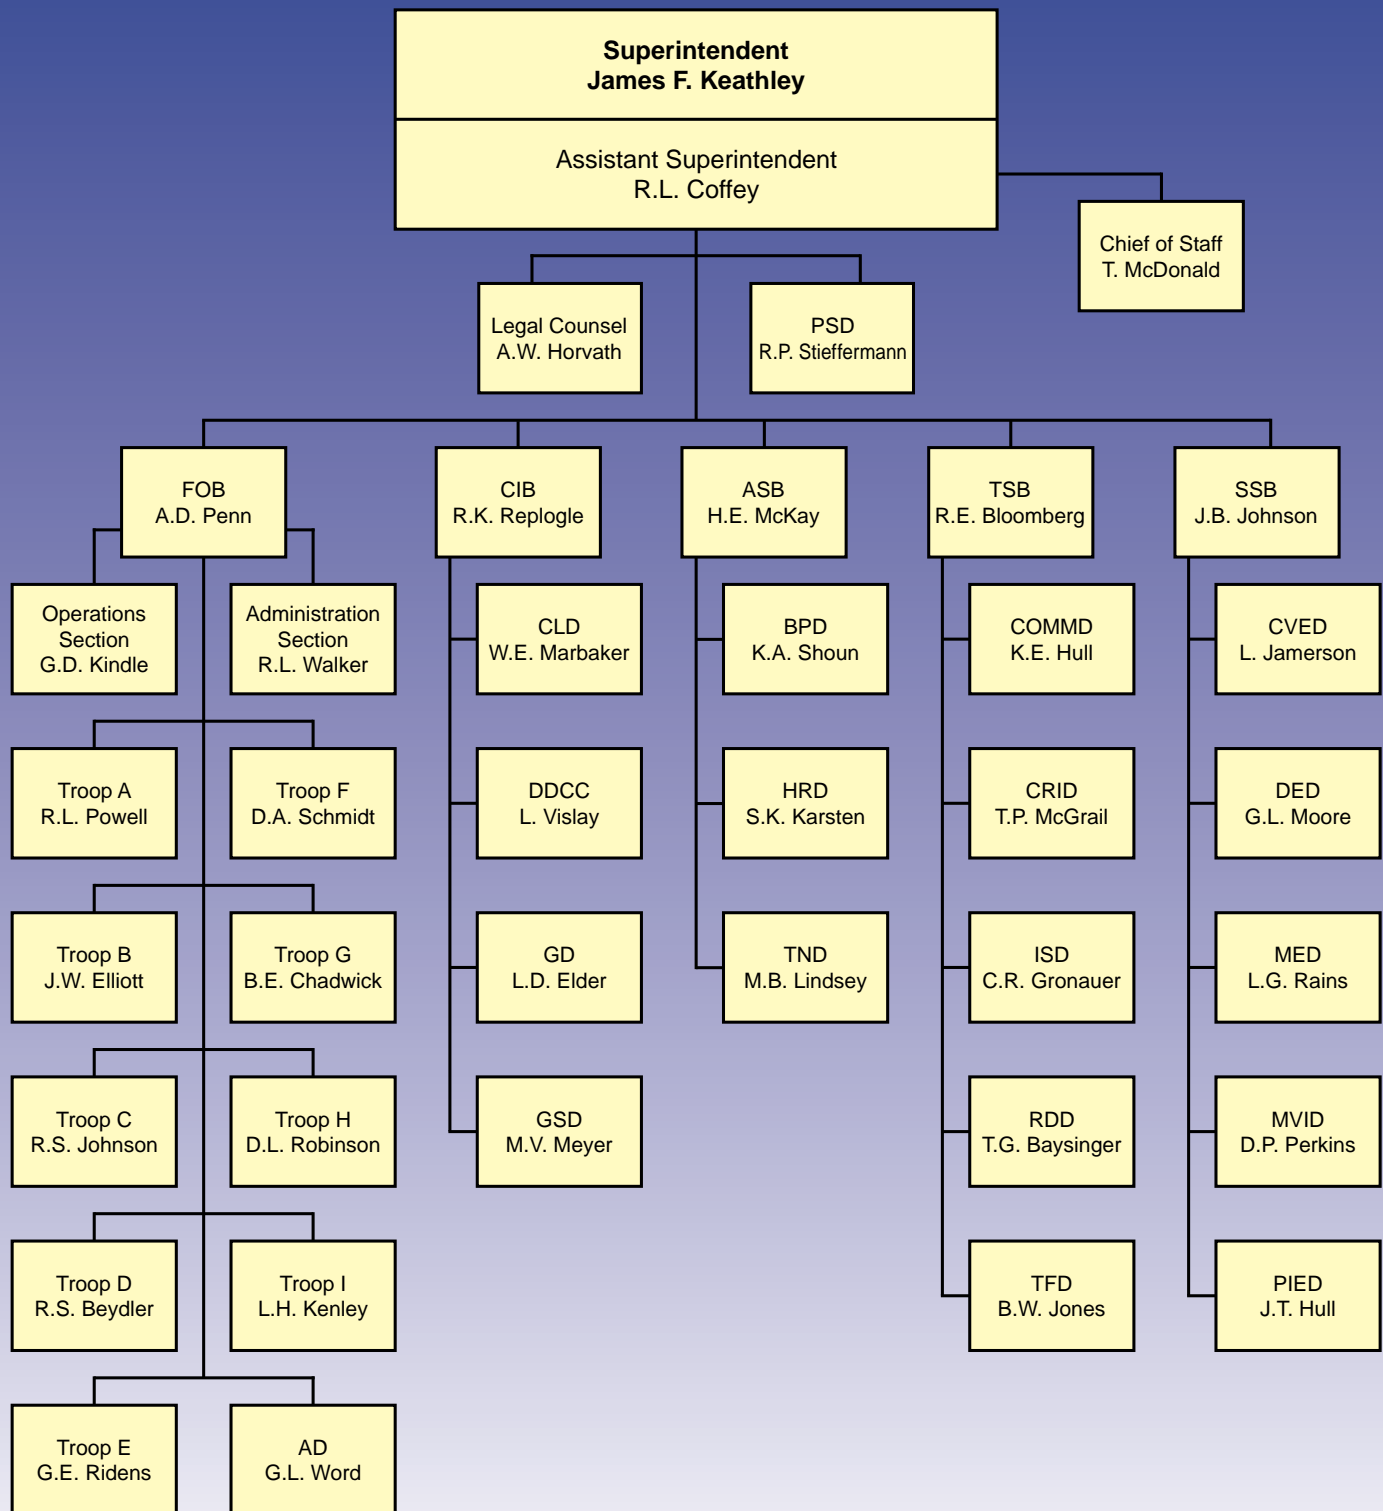 Superintendent
James F. Keathley
Assistant Superintendent
R.L. Coffey
Chief of Staff
T. McDonald
Legal Counsel
A.W. Horvath
PSD
R.P. Stieffermann
FOB
A.D. Penn
CIB
R.K. Replogle
ASB
H.E. McKay
TSB
R.E. Bloomberg
SSB
J.B. Johnson
Operations
Section
G.D. Kindle
Administration
Section
R.L. Walker
CLD
W.E. Marbaker
BPD
K.A. Shoun
COMMD
K.E. Hull
CVED
L. Jamerson
Troop A
R.L. Powell
Troop F
D.A. Schmidt
DDCC
L. Vislay
HRD
S.K. Karsten
CRID
T.P. McGrail
DED
G.L. Moore
Troop B
J.W. Elliott
Troop G
B.E. Chadwick
GD
L.D. Elder
TND
M.B. Lindsey
ISD
C.R. Gronauer
MED
L.G. Rains
Troop C
R.S. Johnson
Troop H
D.L. Robinson
GSD
M.V. Meyer
RDD
T.G. Baysinger
MVID
D.P. Perkins
Troop D
R.S. Beydler
Troop I
L.H. Kenley
TFD
B.W. Jones
PIED
J.T. Hull
Troop E
G.E. Ridens
AD
G.L. Word